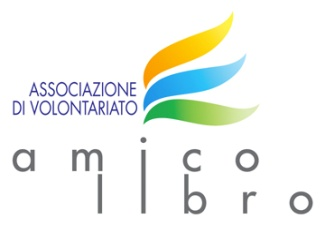 ASSOCIAZIONE
DI VOLONTARIATO
amico
libro